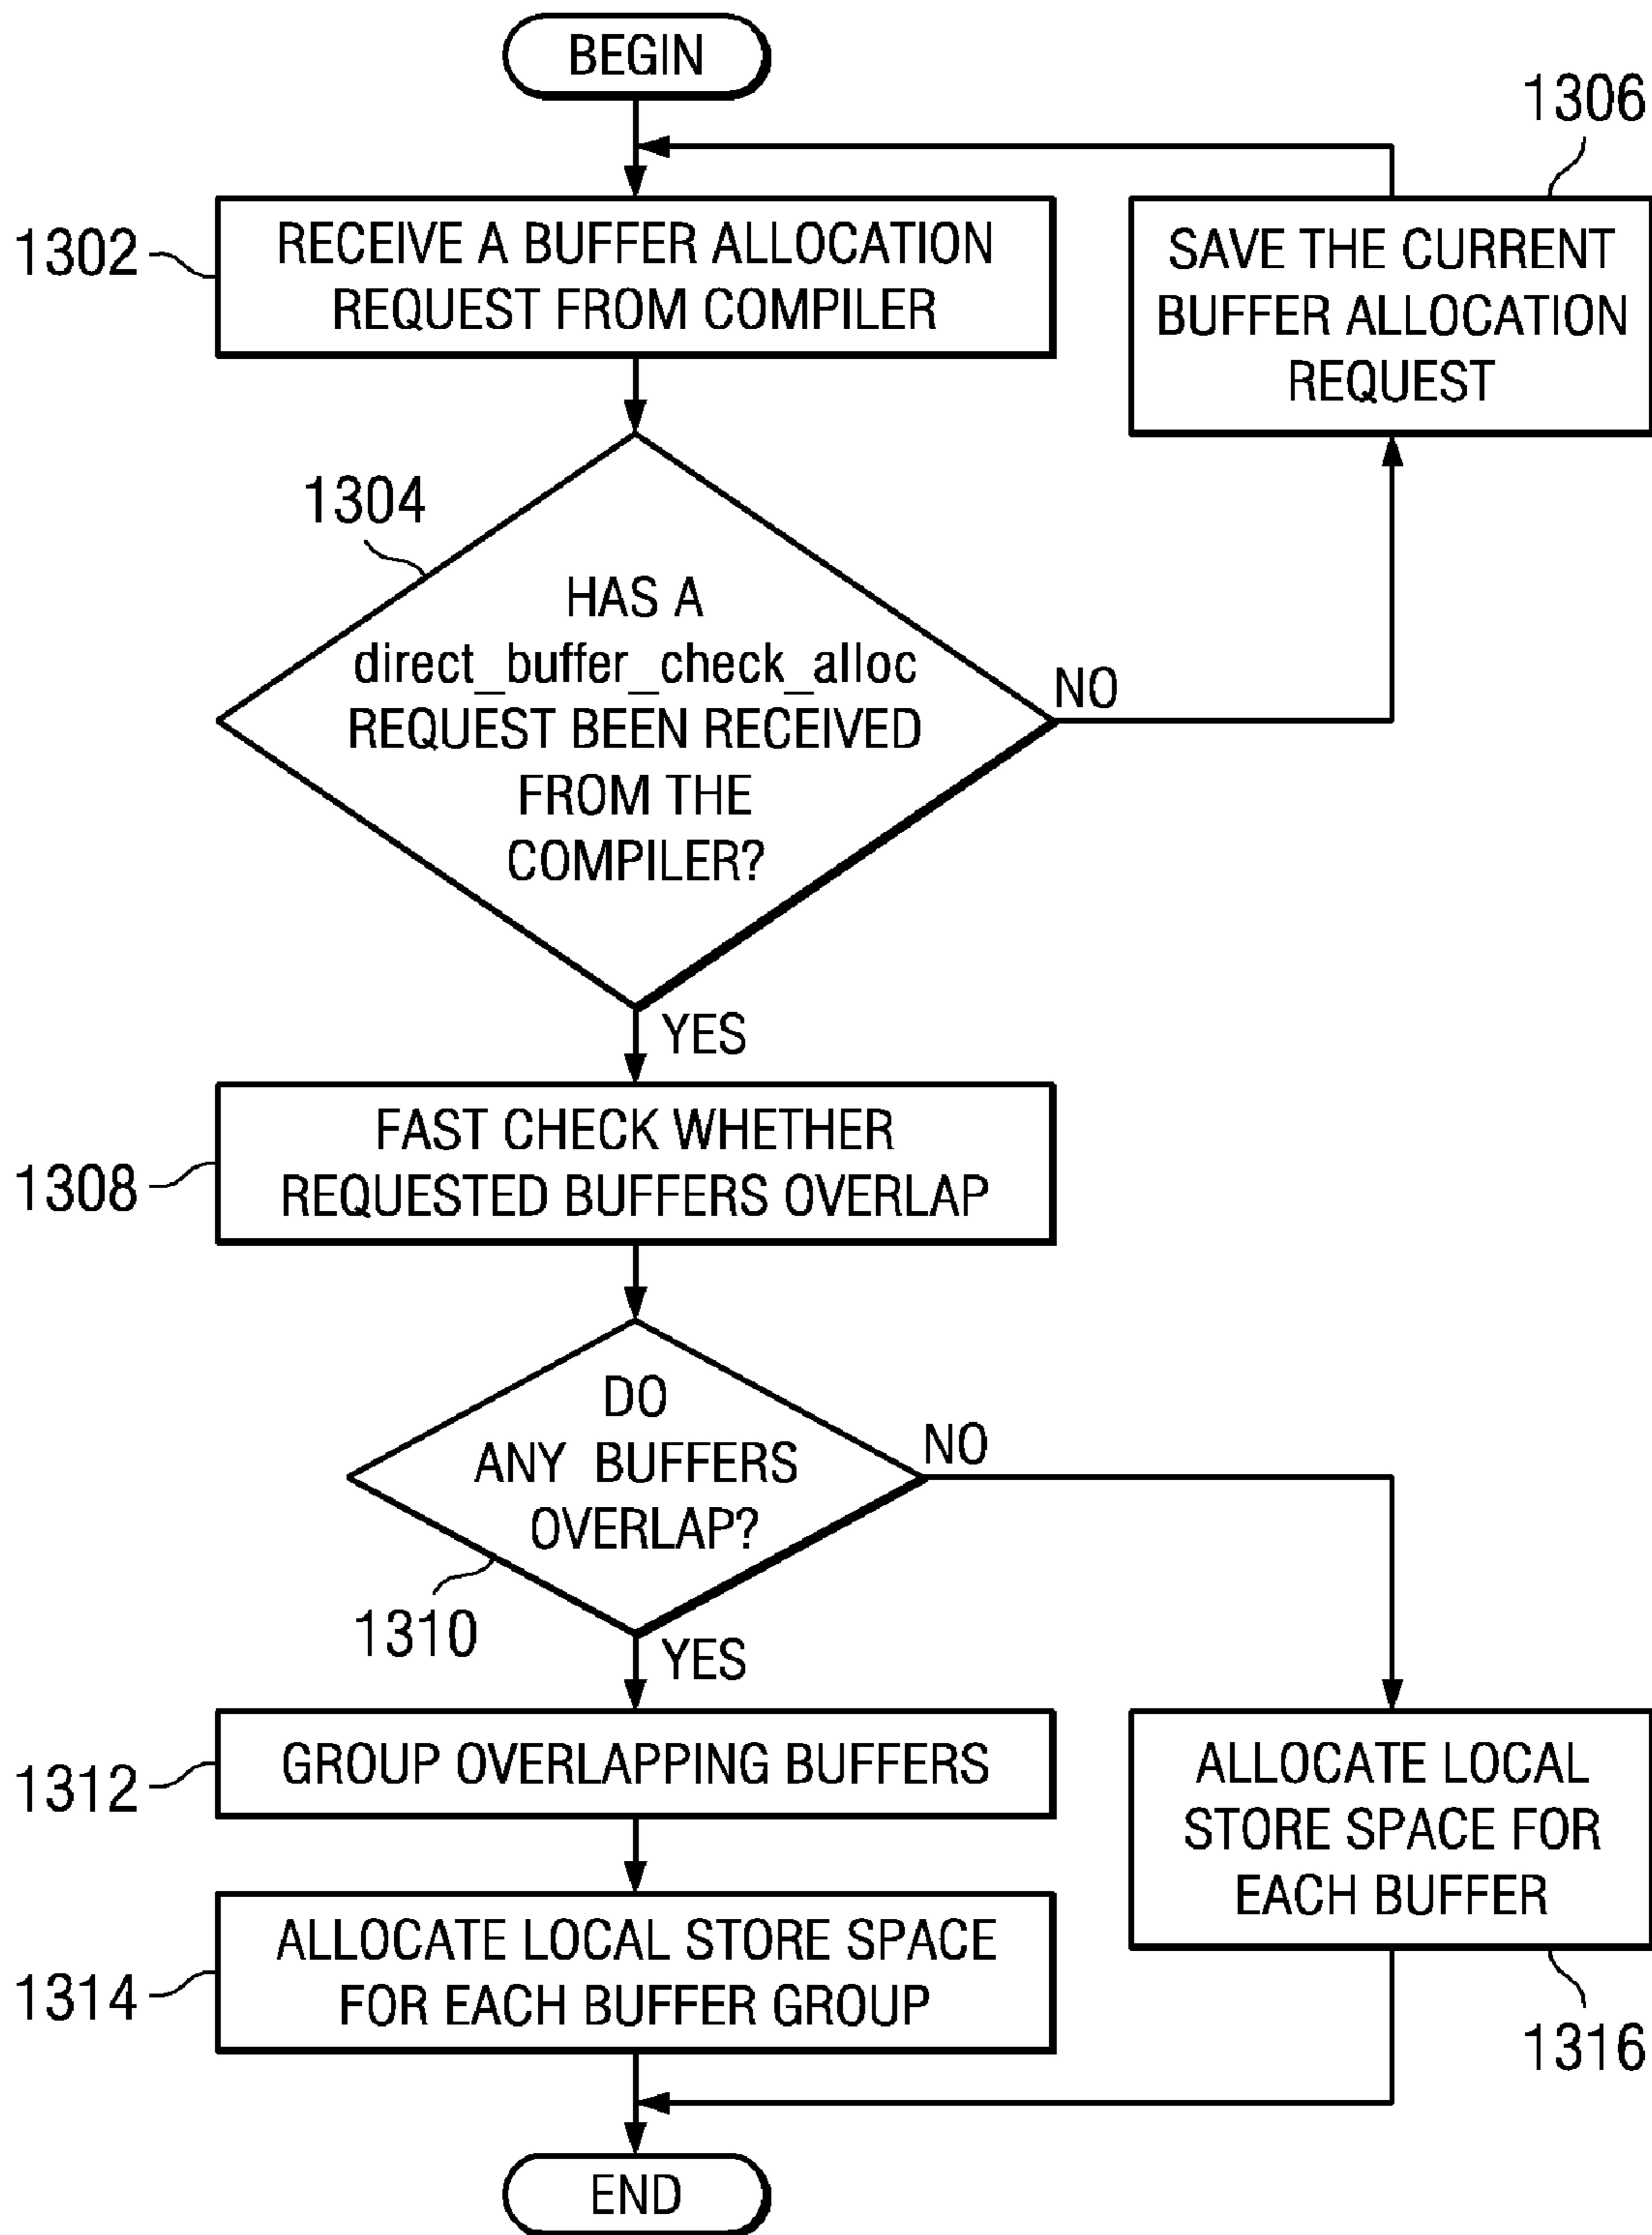 BEGIN
1306
1302
RECEIVE A BUFFER ALLOCATION
REQUEST FROM COMPILER
SAVE THE CURRENT
BUFFER ALLOCATION
REQUEST
1304
HAS A
direct_buffer_check_alloc
REQUEST BEEN RECEIVED
FROM THE
COMPILER?
NO
YES
1308
FAST CHECK WHETHER
REQUESTED BUFFERS OVERLAP
DO
ANY BUFFERS
OVERLAP?
NO
1310
YES
1312
GROUP OVERLAPPING BUFFERS
ALLOCATE LOCAL
STORE SPACE FOR
EACH BUFFER
1314
ALLOCATE LOCAL STORE SPACE
FOR EACH BUFFER GROUP
1316
END